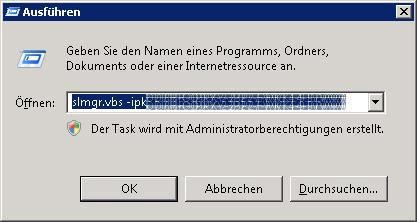 Ausführen
Geben Sie den Namen eines Programms, Ordners,
Dokuments oder einer Internetressource an.
Öffnen: slmgr.vbs -ipk
Der Task wird mit Administratorberechtigungen erstellt.
OK Abbrechen Durchsuchen...